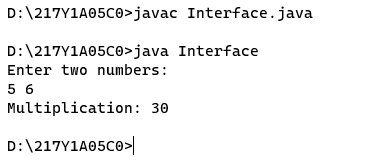 D:\217Y1A05C0>javac Interface.java
D:\217Y1A05C0>java Interface
Enter two numbers:
5 6
Multiplication: 30
D:\217Y1A05C0>